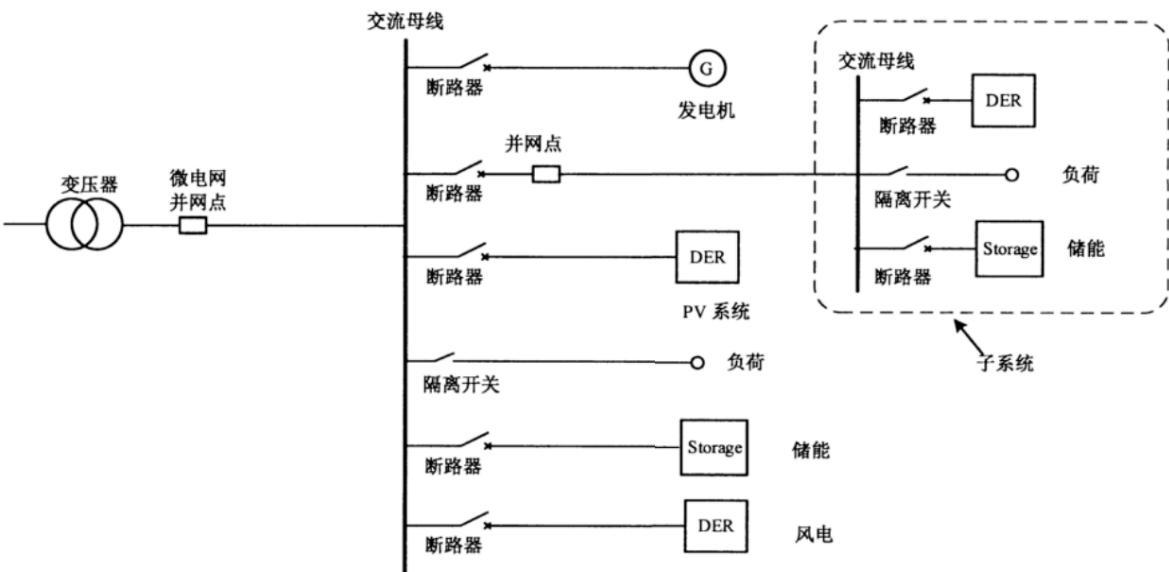 交流母线
断路器
G
发电机
交流母线
断路器
DER
变压器
微电网
并网点
断路器
并网点
隔离开关
负荷
断路器
Storage
储能
断路器
DER
PV 系统
子系统
隔离开关
负荷
断路器
Storage
储能
断路器
DER
风电